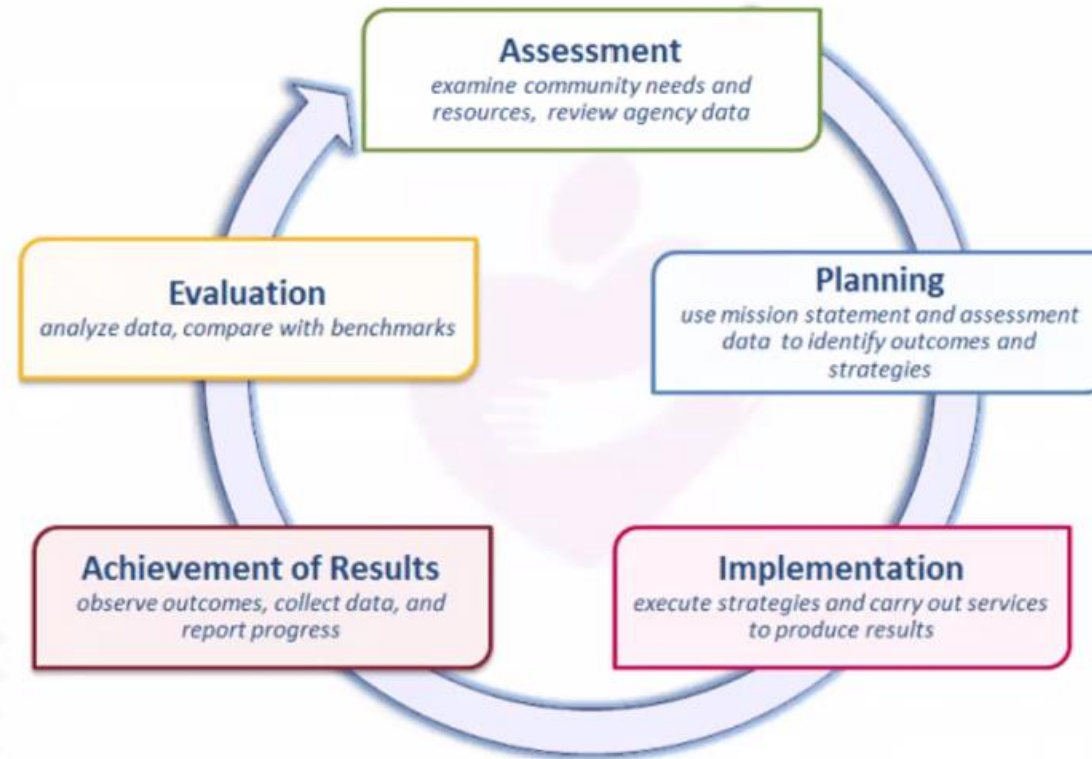 Assessment
examine community needs and
resources, review agency data
Planning
use mission statement and assessment
data to identify outcomes and
strategies
Implementation
execute strategies and carry out services
to produce results
Achievement of Results
observe outcomes, collect data, and
report progress
Evaluation
analyze data, compare with benchmarks